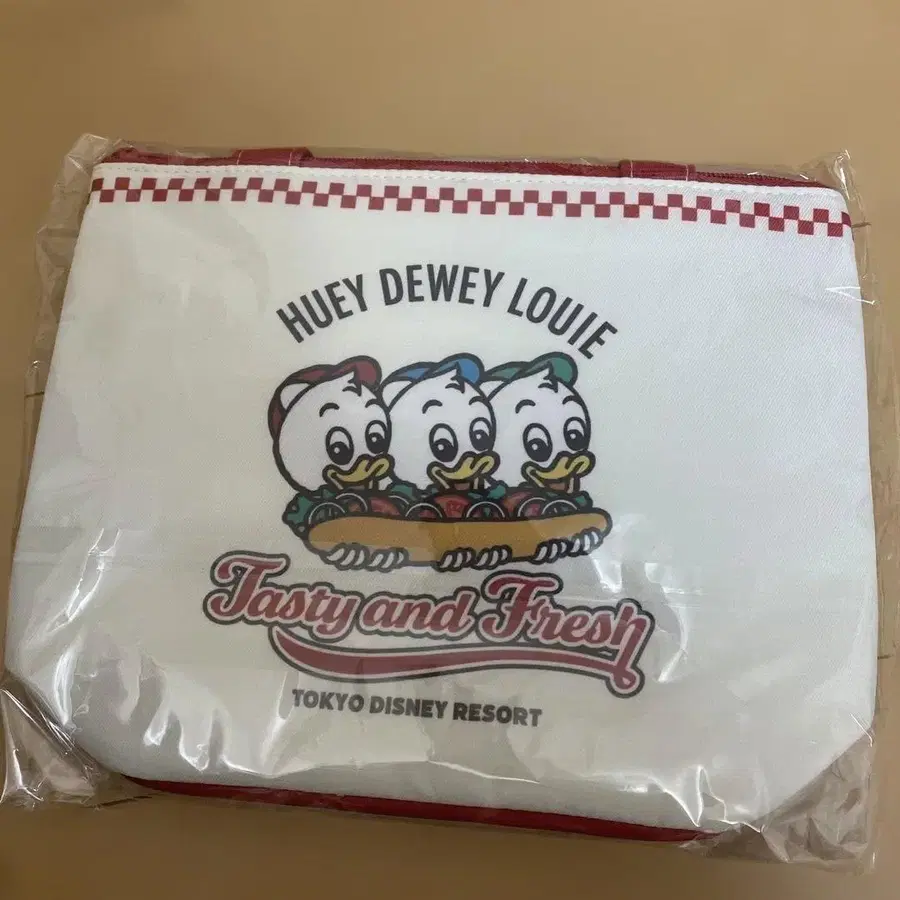 HUEY DEWEY LOUIE
Tasty and Fresh
TOKYO DISNEY RESORT